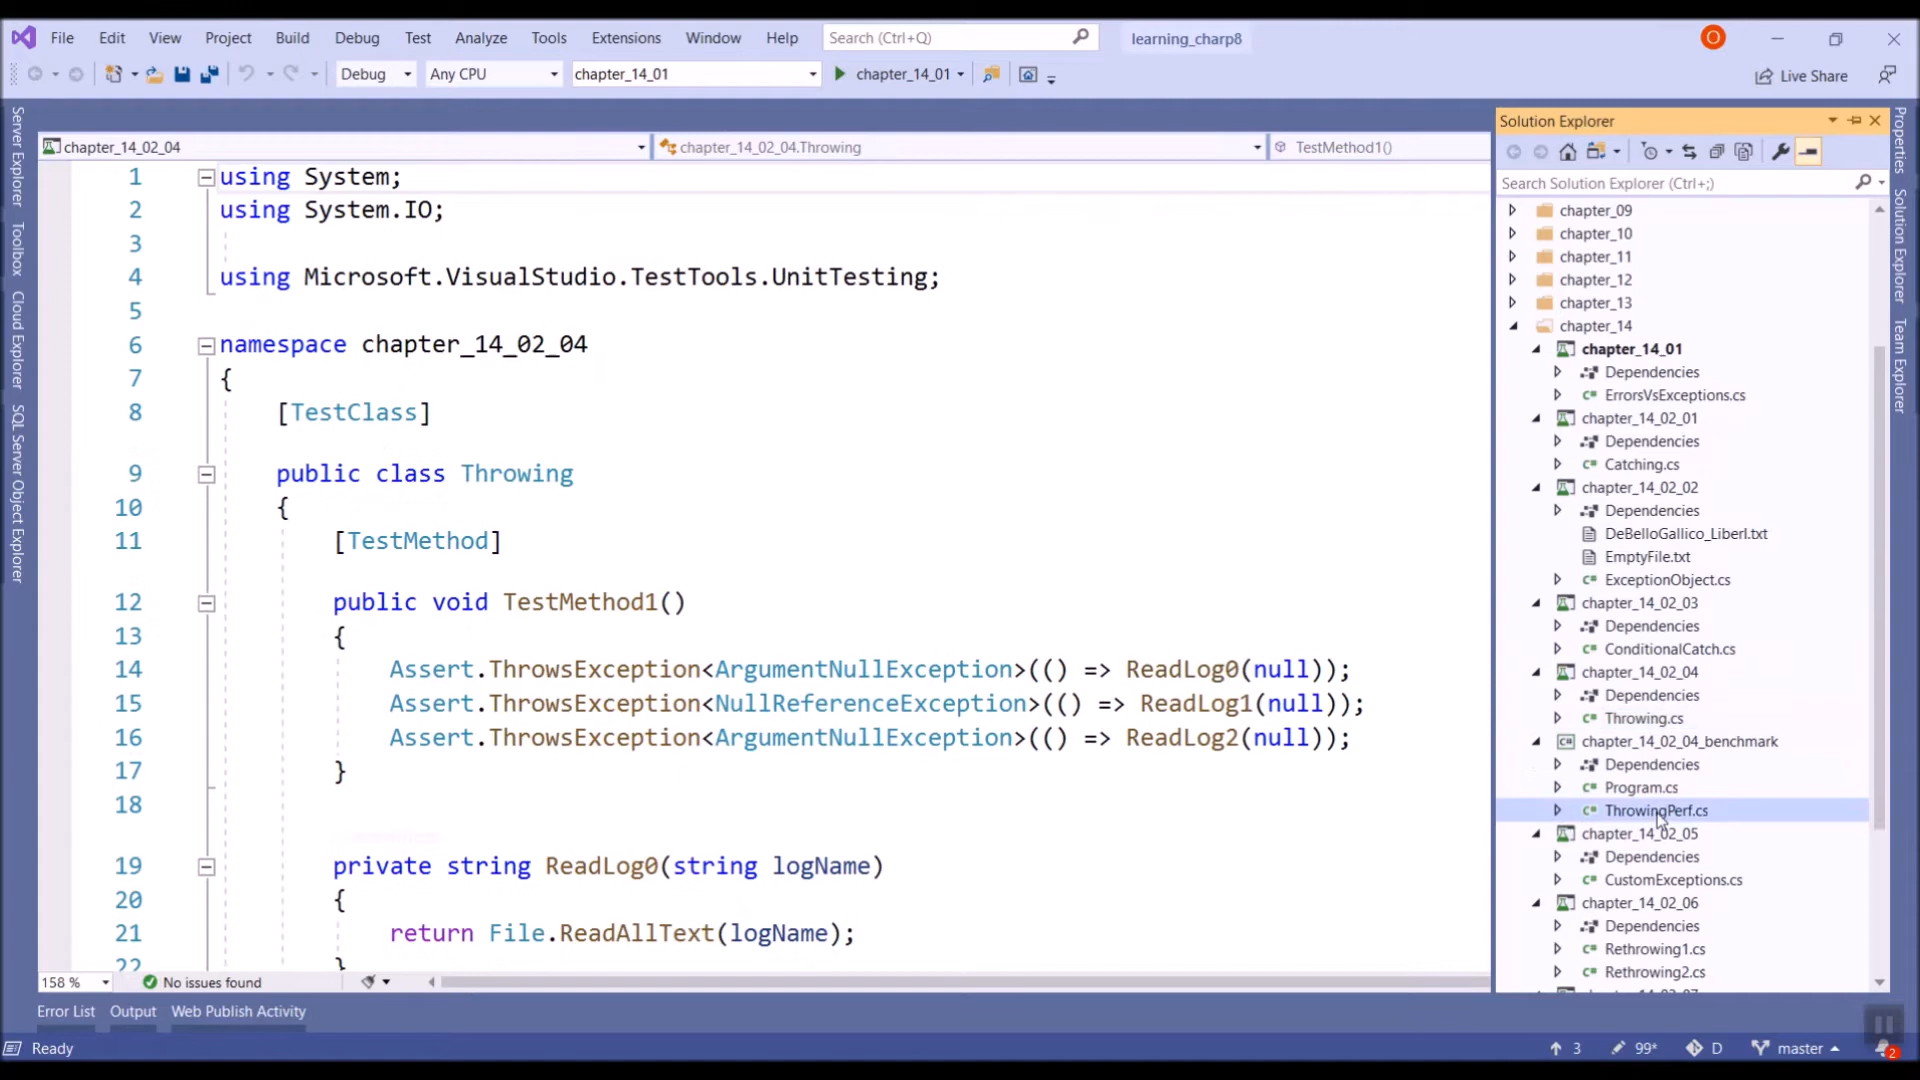 File Edit View Project Build Debug Test Analyze Tools Extensions Window Help Search (Ctrl+Q) learning_charp8 O
Debug Any CPU chapter_14_01 chapter_14_01 Live Share
Server Explorer
Toolbox
Cloud Explorer
SQL Server Object Explorer
chapter_14_02_04 chapter_14_02_04.Throwing TestMethod1()
1 using System;
2 using System.IO;
3
4 using Microsoft.VisualStudio.TestTools.UnitTesting;
5
6 namespace chapter_14_02_04
7 {
8 [TestClass]
9 public class Throwing
10 {
11 [TestMethod]
12 public void TestMethod1()
13 {
14 Assert.ThrowsException<ArgumentNullException>(() => ReadLog0(null));
15 Assert.ThrowsException<NullReferenceException>(() => ReadLog1(null));
16 Assert.ThrowsException<ArgumentNullException>(() => ReadLog2(null));
17 }
18
19 private string ReadLog0(string logName)
20 {
21 return File.ReadAllText(logName);
22 }
158 % No issues found
Solution Explorer
Search Solution Explorer (Ctrl+;)
chapter_09
chapter_10
chapter_11
chapter_12
chapter_13
chapter_14
chapter_14_01
Dependencies
C# ErrorsVsExceptions.cs
chapter_14_02_01
Dependencies
C# Catching.cs
chapter_14_02_02
Dependencies
DeBelloGallico_LiberI.txt
EmptyFile.txt
C# ExceptionObject.cs
chapter_14_02_03
Dependencies
C# ConditionalCatch.cs
chapter_14_02_04
Dependencies
C# Throwing.cs
C# chapter_14_02_04_benchmark
Dependencies
C# Program.cs
C# ThrowingPerf.cs
chapter_14_02_05
Dependencies
C# CustomExceptions.cs
chapter_14_02_06
Dependencies
C# Rethrowing1.cs
C# Rethrowing2.cs
Properties
Solution Explorer
Team Explorer
Error List Output Web Publish Activity
Ready 3 99* D master 2